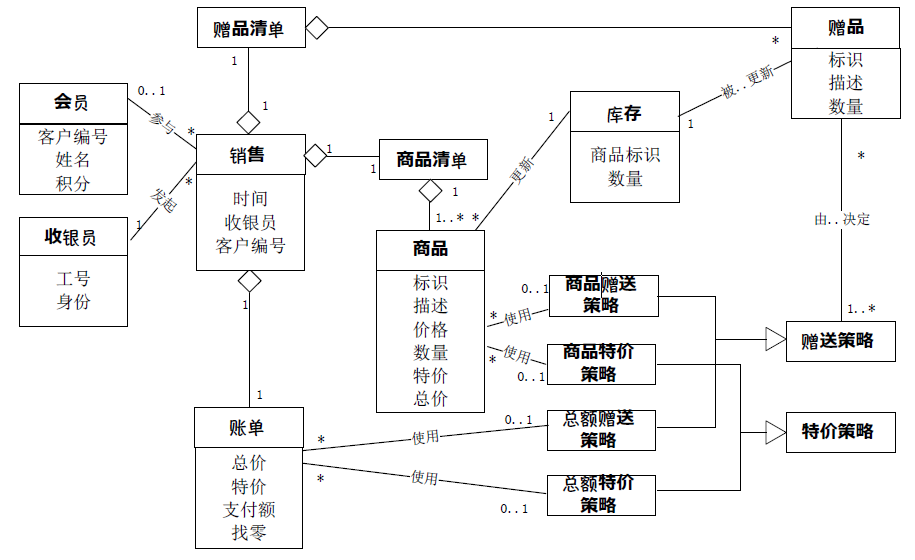 赠品清单
赠品
*
标识
描述
数量
1
会员
0..1
客户编号
姓名
积分
参与
*
1
销售
时间
收银员
客户编号
1
1
商品清单
1
1
库存
商品标识
数量
1
被..更新
更新
收银员
工号
身份
1
发起
*
1..*
*
商品
标识
描述
价格
数量
特价
总价
*
由..决定
1..*
赠送策略
0..1
商品赠送
策略
*
使用
商品特价
策略
*
使用
0..1
特价策略
1
1
账单
总价
特价
支付额
找零
*
使用
0..1
总额赠送
策略
*
使用
0..1
总额特价
策略